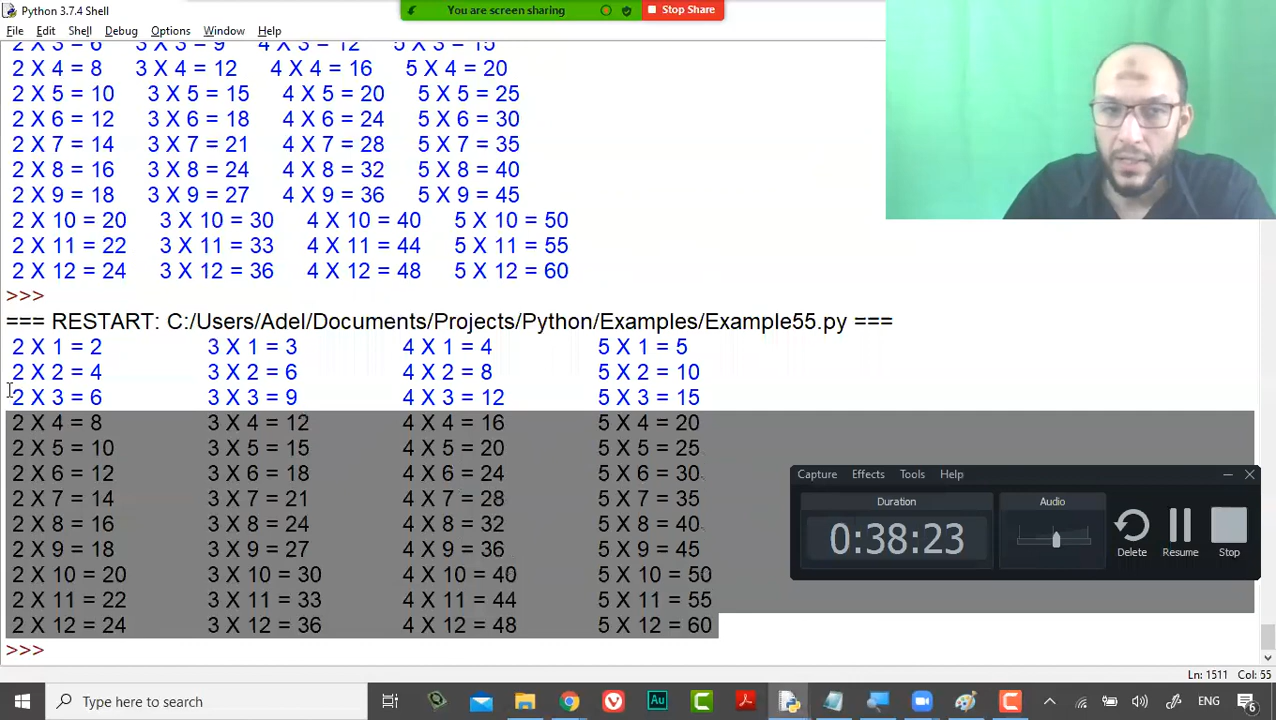 Python 3.7.4 Shell
You are screen sharing
Stop Share
File Edit Shell Debug Options Window Help
2 X 3 = 6 3 X 3 = 9 4 X 3 = 12 5 X 3 = 15
2 X 4 = 8 3 X 4 = 12 4 X 4 = 16 5 X 4 = 20
2 X 5 = 10 3 X 5 = 15 4 X 5 = 20 5 X 5 = 25
2 X 6 = 12 3 X 6 = 18 4 X 6 = 24 5 X 6 = 30
2 X 7 = 14 3 X 7 = 21 4 X 7 = 28 5 X 7 = 35
2 X 8 = 16 3 X 8 = 24 4 X 8 = 32 5 X 8 = 40
2 X 9 = 18 3 X 9 = 27 4 X 9 = 36 5 X 9 = 45
2 X 10 = 20 3 X 10 = 30 4 X 10 = 40 5 X 10 = 50
2 X 11 = 22 3 X 11 = 33 4 X 11 = 44 5 X 11 = 55
2 X 12 = 24 3 X 12 = 36 4 X 12 = 48 5 X 12 = 60
>>>
=== RESTART: C:/Users/Adel/Documents/Projects/Python/Examples/Example55.py ===
2 X 1 = 2 3 X 1 = 3 4 X 1 = 4 5 X 1 = 5
2 X 2 = 4 3 X 2 = 6 4 X 2 = 8 5 X 2 = 10
2 X 3 = 6 3 X 3 = 9 4 X 3 = 12 5 X 3 = 15
2 X 4 = 8 3 X 4 = 12 4 X 4 = 16 5 X 4 = 20
2 X 5 = 10 3 X 5 = 15 4 X 5 = 20 5 X 5 = 25
2 X 6 = 12 3 X 6 = 18 4 X 6 = 24 5 X 6 = 30
2 X 7 = 14 3 X 7 = 21 4 X 7 = 28 5 X 7 = 35
2 X 8 = 16 3 X 8 = 24 4 X 8 = 32 5 X 8 = 40
2 X 9 = 18 3 X 9 = 27 4 X 9 = 36 5 X 9 = 45
2 X 10 = 20 3 X 10 = 30 4 X 10 = 40 5 X 10 = 50
2 X 11 = 22 3 X 11 = 33 4 X 11 = 44 5 X 11 = 55
2 X 12 = 24 3 X 12 = 36 4 X 12 = 48 5 X 12 = 60
>>>
Capture Effects Tools Help
Duration Audio
0:38:23
Delete Resume Stop
Ln: 1511 Col: 55
Type here to search
Au
ENG
6